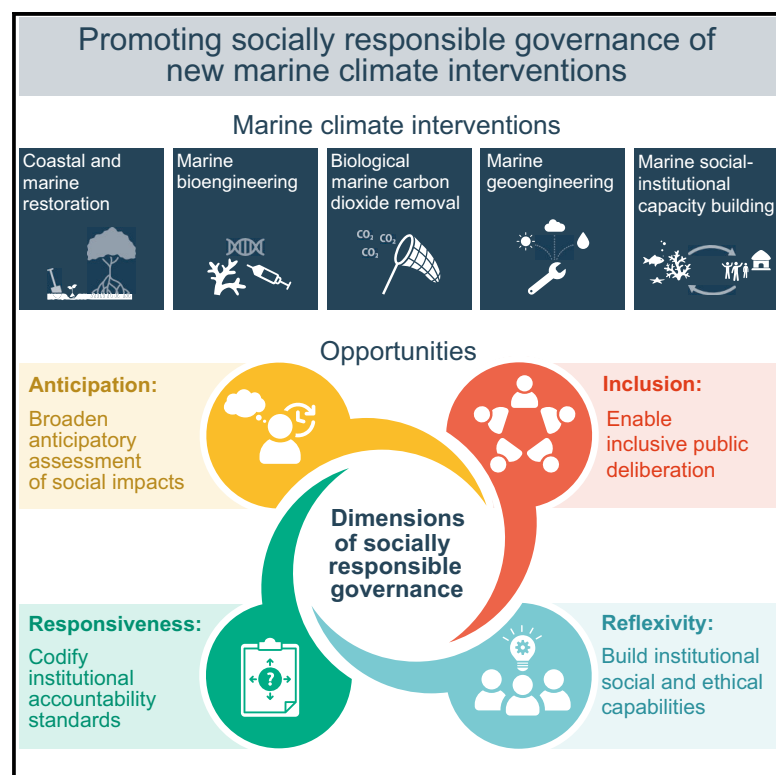 Promoting socially responsible governance of
new marine climate interventions
Marine climate interventions
Coastal and
marine
restoration
Marine
bioengineering
Biological
marine carbon
dioxide removal
CO₂ CO₂
CO₂
Marine
geoengineering
Marine social-
institutional
capacity building
Opportunities
Anticipation:
Broaden
anticipatory
assessment
of social impacts
Inclusion:
Enable
inclusive public
deliberation
Dimensions
of socially
responsible
governance
Responsiveness:
Codify
institutional
accountability
standards
?
Reflexivity:
Build institutional
social and ethical
capabilities